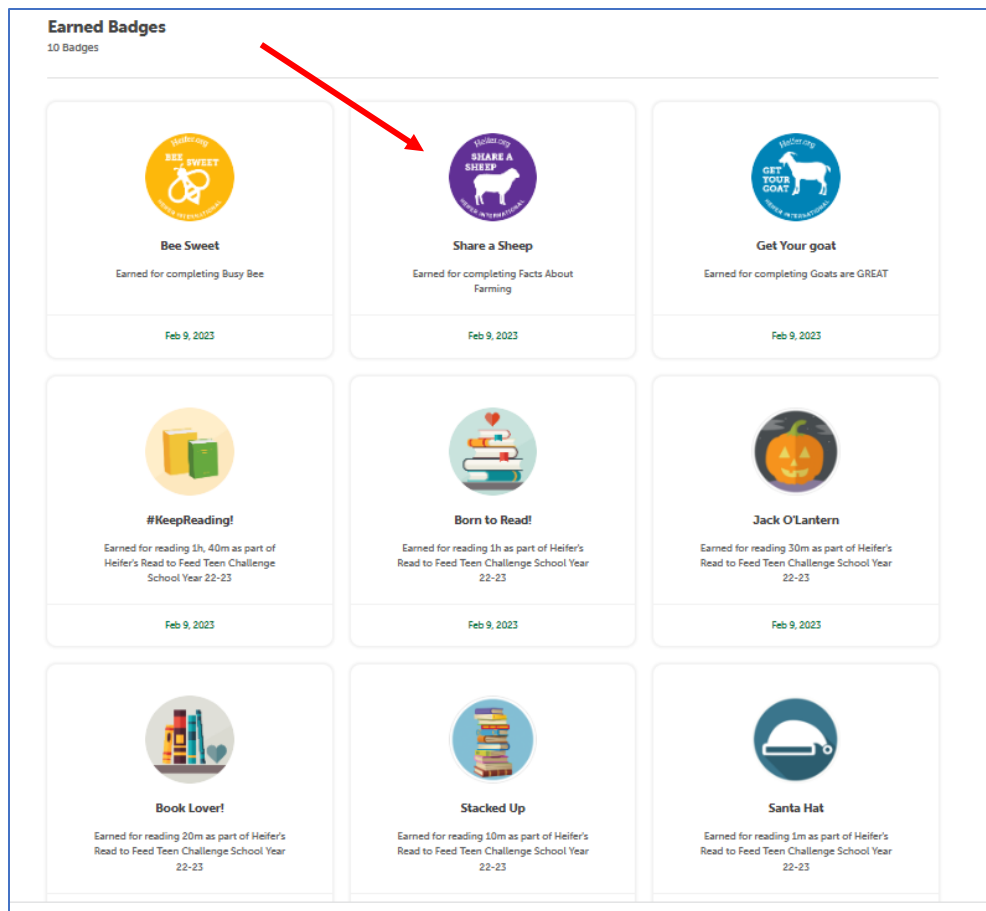 Earned Badges
10 Badges
Heifer.org
BEE SWEET
HEIFER INTERNATIONAL
Bee Sweet
Earned for completing Busy Bee
Feb 9, 2023
Heifer.org
SHARE A
SHEEP
HEIFER INTERNATIONAL
Share a Sheep
Earned for completing Facts About
Farming
Feb 9, 2023
Heifer.org
GET
YOUR
GOAT
HEIFER INTERNATIONAL
Get Your goat
Earned for completing Goats are GREAT
Feb 9, 2023
#KeepReading!
Earned for reading 1h, 40m as part of
Heifer's Read to Feed Teen Challenge
School Year 22-23
Feb 9, 2023
Born to Read!
Earned for reading 1h as part of Heifer's
Read to Feed Teen Challenge School Year
22-23
Feb 9, 2023
Jack O'Lantern
Earned for reading 30m as part of Heifer's
Read to Feed Teen Challenge School Year
22-23
Feb 9, 2023
Book Lover!
Earned for reading 20m as part of Heifer's
Read to Feed Teen Challenge School Year
22-23
Stacked Up
Earned for reading 10m as part of Heifer's
Read to Feed Teen Challenge School Year
22-23
Santa Hat
Earned for reading 1m as part of Heifer's
Read to Feed Teen Challenge School Year
22-23